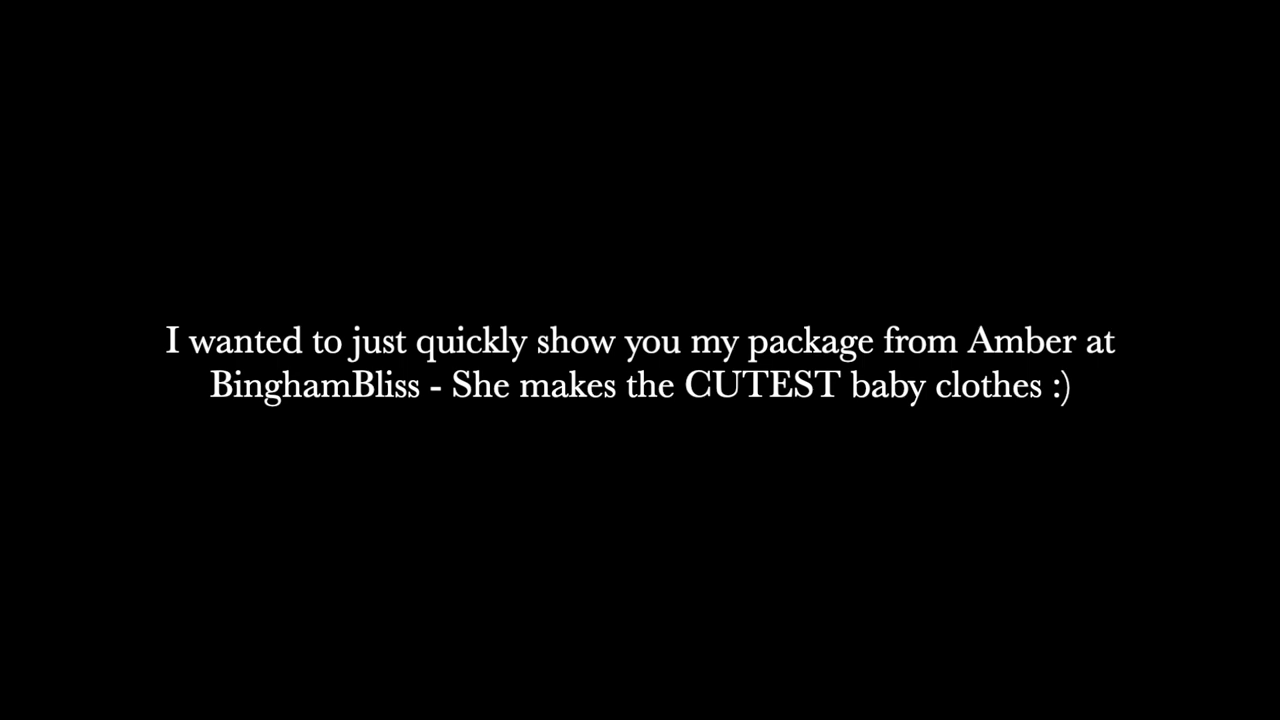 I wanted to just quickly show you my package from Amber at
BinghamBliss - She makes the CUTEST baby clothes :)